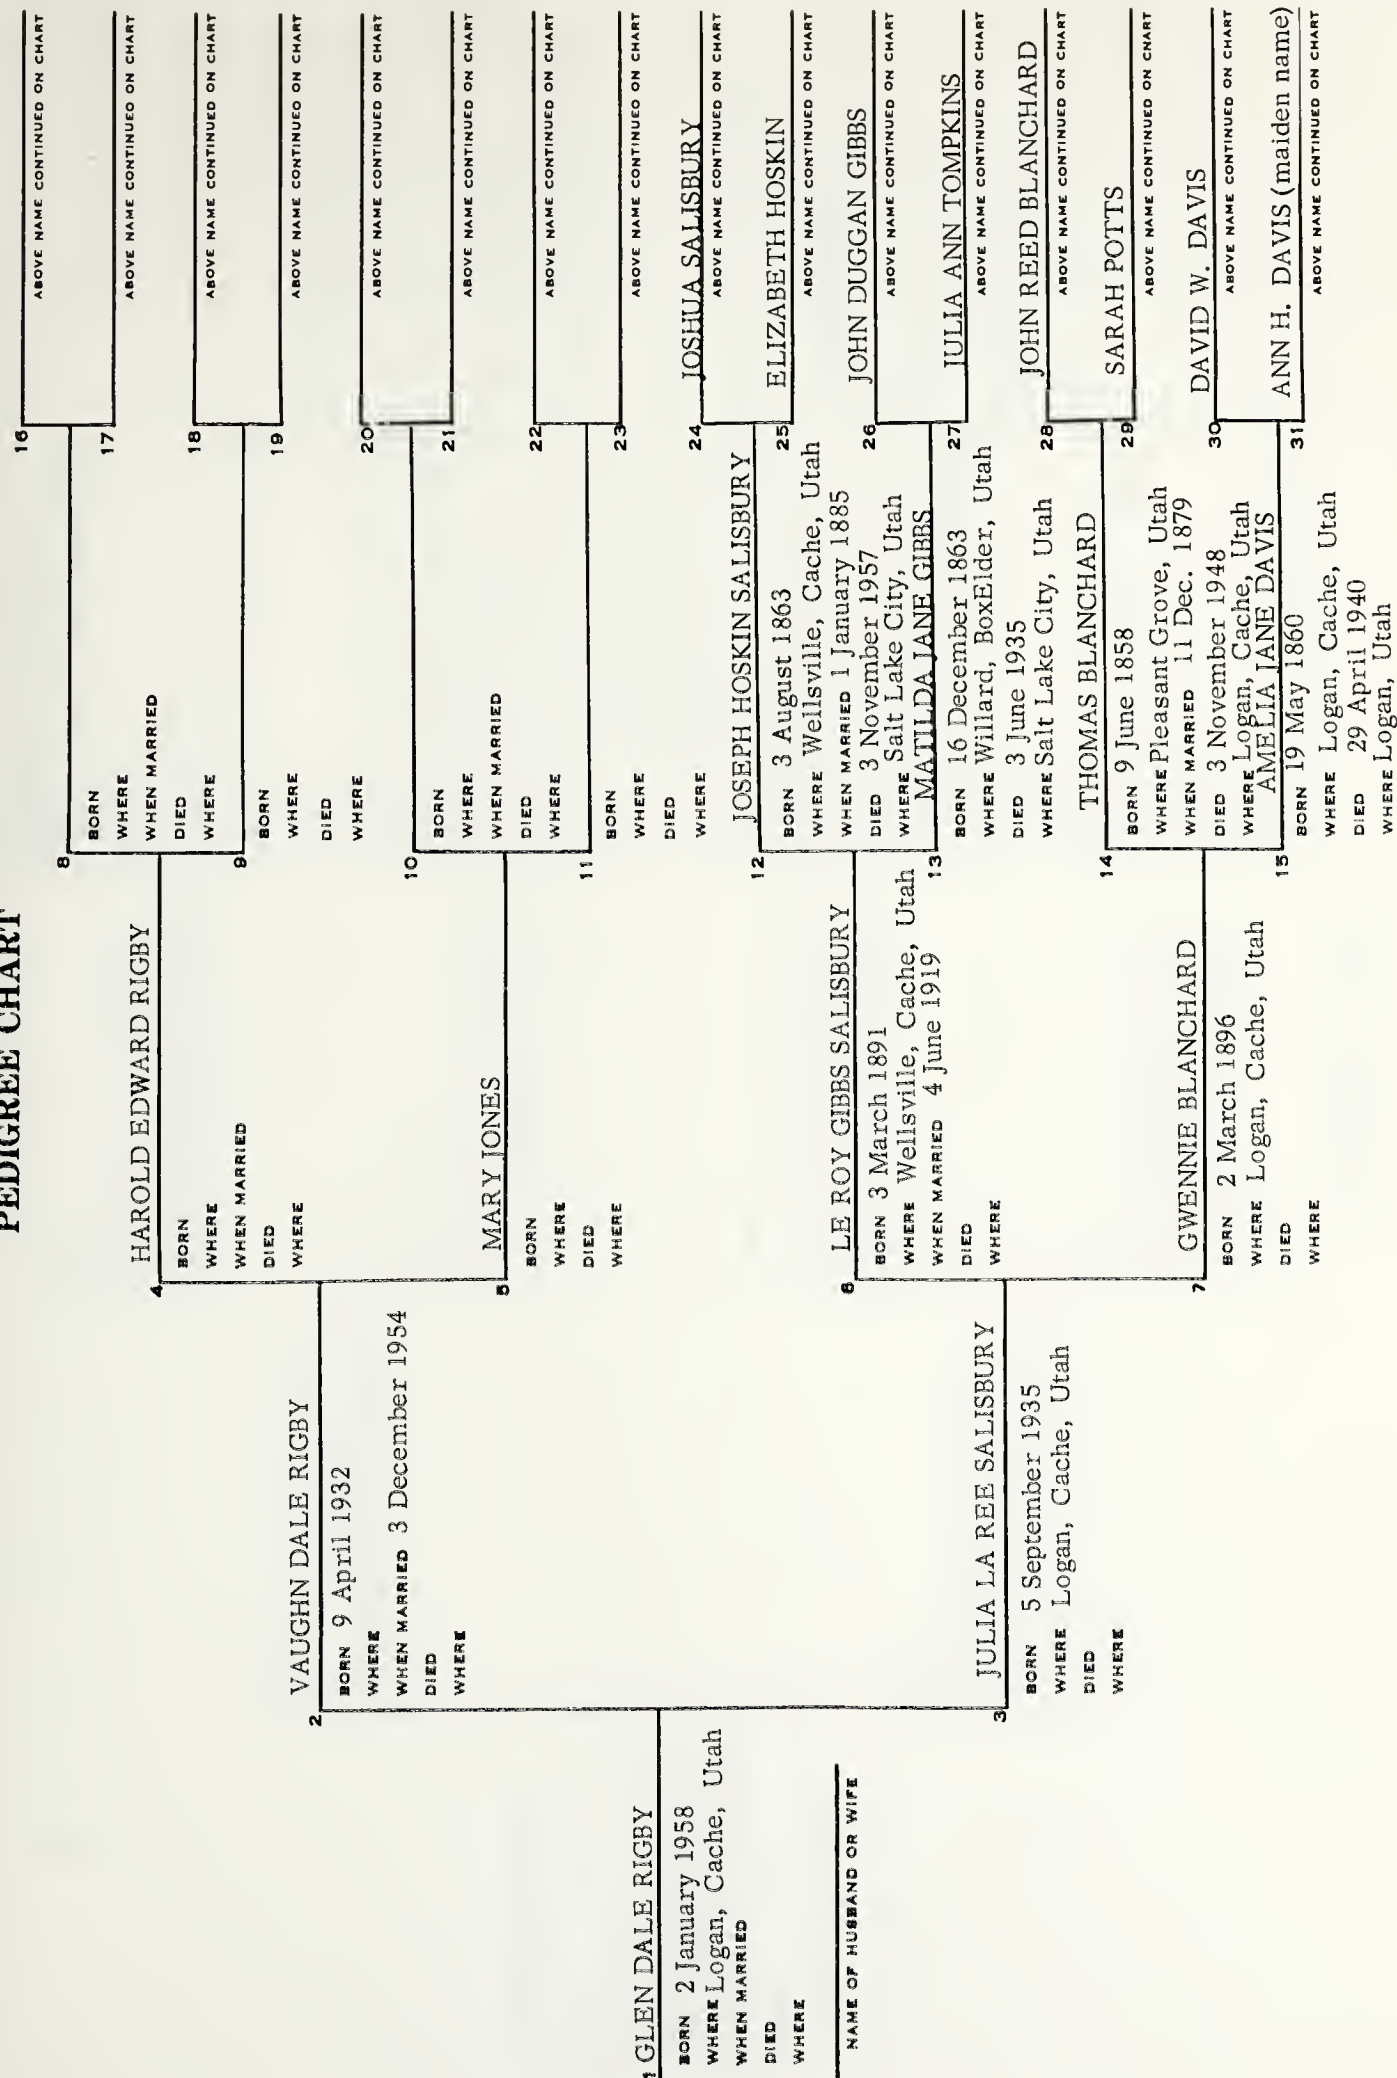 PEDIGREE CHART
1 GLEN DALE RIGBY
BORN 2 January 1958
WHERE Logan, Cache, Utah
WHEN MARRIED
DIED
WHERE
NAME OF HUSBAND OR WIFE
2 VAUGHN DALE RIGBY
BORN 9 April 1932
WHERE
WHEN MARRIED 3 December 1954
DIED
WHERE
3 JULIA LA REE SALISBURY
BORN 5 September 1935
WHERE Logan, Cache, Utah
DIED
WHERE
4 HAROLD EDWARD RIGBY
BORN
WHERE
WHEN MARRIED
DIED
WHERE
5 MARY JONES
BORN
WHERE
DIED
WHERE
6 LE ROY GIBBS SALISBURY
BORN 3 March 1891
WHERE Wellsville, Cache, Utah
WHEN MARRIED 4 June 1919
DIED
WHERE
7 GWENNIE BLANCHARD
BORN 2 March 1896
WHERE Logan, Cache, Utah
DIED
WHERE
8
BORN
WHERE
WHEN MARRIED
DIED
WHERE
9
BORN
WHERE
DIED
WHERE
10
BORN
WHERE
WHEN MARRIED
DIED
WHERE
11
BORN
WHERE
DIED
WHERE
12 JOSEPH HOSKIN SALISBURY
BORN 3 August 1863
WHERE Wellsville, Cache, Utah
WHEN MARRIED 1 January 1885
DIED 3 November 1957
WHERE Salt Lake City, Utah
13 MATILDA JANE GIBBS
BORN 16 December 1863
WHERE Willard, BoxElder, Utah
DIED 3 June 1935
WHERE Salt Lake City, Utah
14 THOMAS BLANCHARD
BORN 9 June 1858
WHERE Pleasant Grove, Utah
WHEN MARRIED 11 Dec. 1879
DIED 3 November 1948
WHERE Logan, Cache, Utah
15 AMELIA JANE DAVIS
BORN 19 May 1860
WHERE Logan, Cache, Utah
DIED 29 April 1940
WHERE Logan, Utah
16
ABOVE NAME CONTINUED ON CHART
17
ABOVE NAME CONTINUED ON CHART
18
ABOVE NAME CONTINUED ON CHART
19
ABOVE NAME CONTINUED ON CHART
20
ABOVE NAME CONTINUED ON CHART
21
ABOVE NAME CONTINUED ON CHART
22
ABOVE NAME CONTINUED ON CHART
23
ABOVE NAME CONTINUED ON CHART
24 JOSHUA SALISBURY
ABOVE NAME CONTINUED ON CHART
25 ELIZABETH HOSKIN
ABOVE NAME CONTINUED ON CHART
26 JOHN DUGGAN GIBBS
ABOVE NAME CONTINUED ON CHART
27 JULIA ANN TOMPKINS
ABOVE NAME CONTINUED ON CHART
28 JOHN REED BLANCHARD
ABOVE NAME CONTINUED ON CHART
29 SARAH POTTS
ABOVE NAME CONTINUED ON CHART
30 DAVID W. DAVIS
ABOVE NAME CONTINUED ON CHART
31 ANN H. DAVIS (maiden name)
ABOVE NAME CONTINUED ON CHART